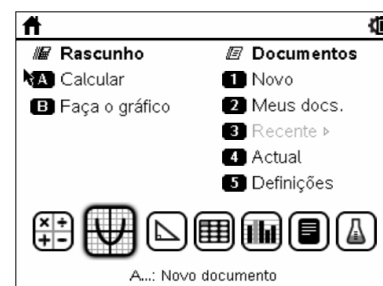 Rascunho
A Calcular
B Faça o gráfico
Documentos
1 Novo
2 Meus docs.
3 Recente ▹
4 Actual
5 Definições
A...: Novo documento